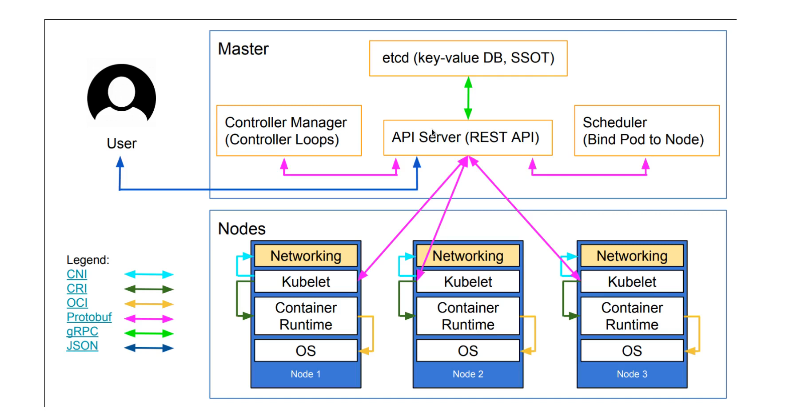 Master
etcd (key-value DB, SSOT)
Controller Manager
(Controller Loops)
API Server (REST API)
Scheduler
(Bind Pod to Node)
User
Nodes
Networking
Kubelet
Container
Runtime
OS
Node 1
Networking
Kubelet
Container
Runtime
OS
Node 2
Networking
Kubelet
Container
Runtime
OS
Node 3
Legend:
CNI
CRI
OCI
Protobuf
gRPC
JSON